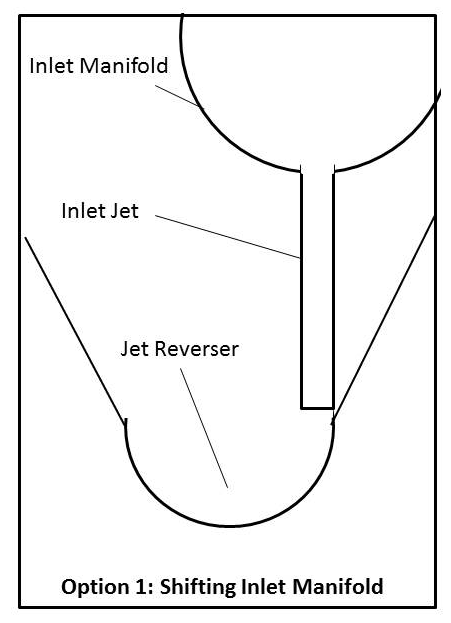 Inlet Manifold
Inlet Jet
Jet Reverser
Option 1: Shifting Inlet Manifold